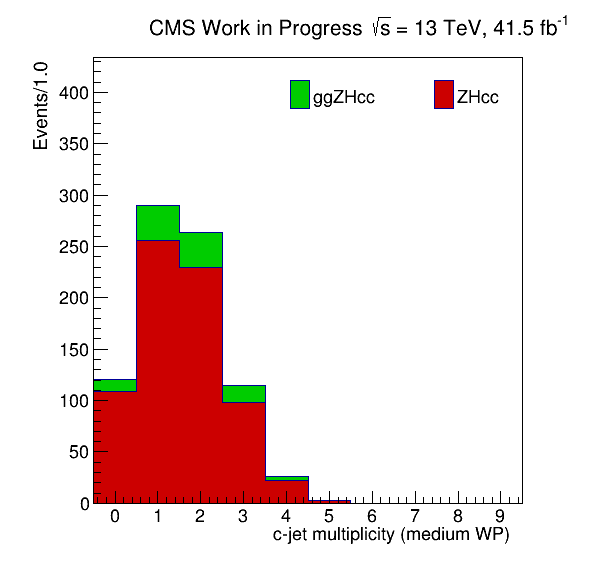 CMS Work in Progress √s = 13 TeV, 41.5 fb⁻¹
Events/1.0
ggZHcc ZHcc
400
350
300
250
200
150
100
50
0
0 1 2 3 4 5 6 7 8 9
c-jet multiplicity (medium WP)